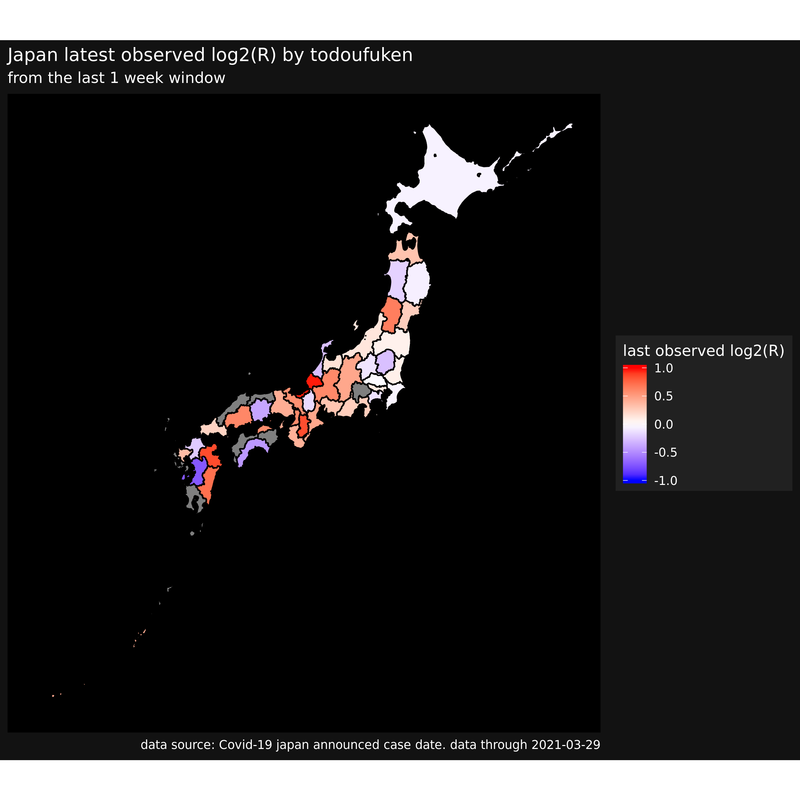 Japan latest observed log2(R) by todoufuken
from the last 1 week window
last observed log2(R)
1.0
0.5
0.0
-0.5
-1.0
data source: Covid-19 japan announced case date. data through 2021-03-29